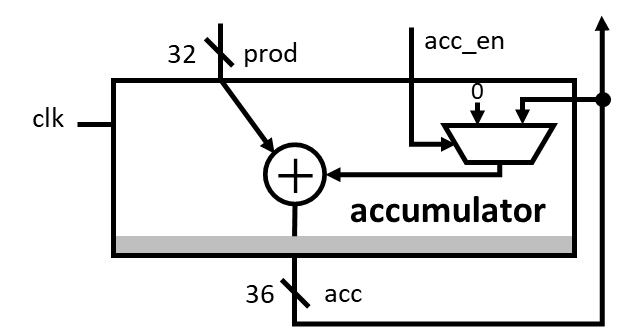 acc_en
32 prod
0
clk
+
accumulator
36 acc